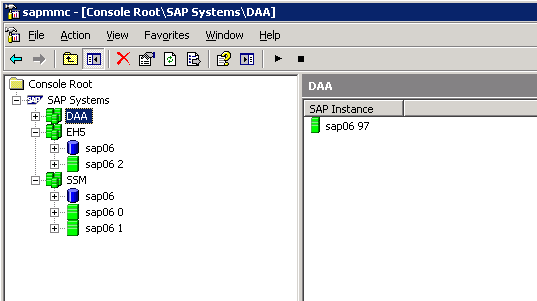 sapmmc - [Console Root\SAP Systems\DAA]
File Action View Favorites Window Help
Console Root
SAP SAP Systems
DAA
EH5
sap06
sap06 2
SSM
sap06
sap06 0
sap06 1
DAA
SAP Instance
sap06 97